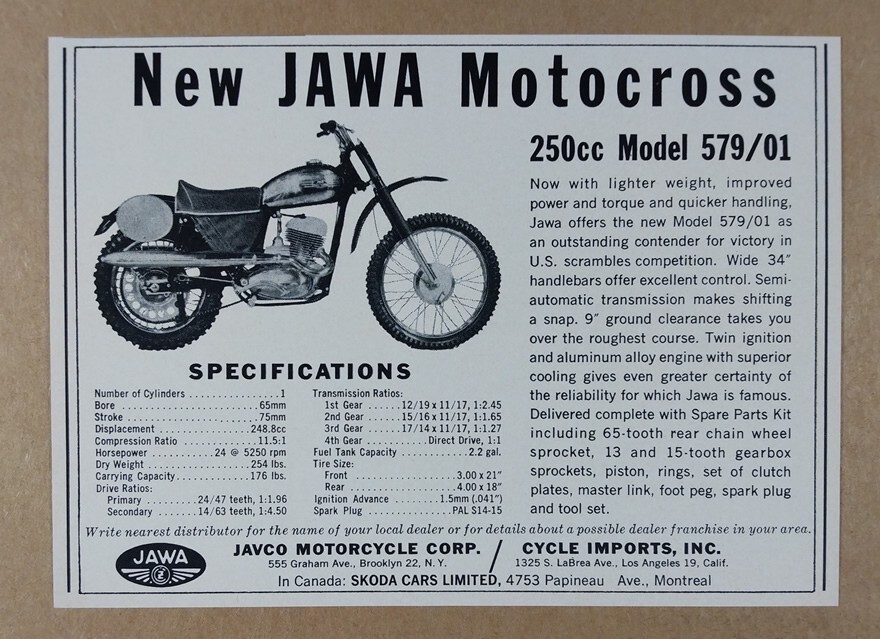 New JAWA Motocross
250cc Model 579/01
Now with lighter weight, improved
power and torque and quicker handling,
Jawa offers the new Model 579/01 as
an outstanding contender for victory in
U.S. scrambles competition. Wide 34″
handlebars offer excellent control. Semi-
automatic transmission makes shifting
a snap. 9″ ground clearance takes you
over the roughest course. Twin ignition
and aluminum alloy engine with superior
cooling gives even greater certainty of
the reliability for which Jawa is famous.
Delivered complete with Spare Parts Kit
including 65-tooth rear chain wheel
sprocket, 13 and 15-tooth gearbox
sprockets, piston, rings, set of clutch
plates, master link, foot peg, spark plug
and tool set.
SPECIFICATIONS
Number of Cylinders . . . . . . . . . . . . . . 1
Bore . . . . . . . . . . . . . . . . . . . . . . . 65mm
Stroke . . . . . . . . . . . . . . . . . . . . . . 75mm
Displacement . . . . . . . . . . . . . . . 248.8cc
Compression Ratio . . . . . . . . . . . . 11.5:1
Horsepower . . . . . . . . . . 24 @ 5250 rpm
Dry Weight . . . . . . . . . . . . . . . . 254 lbs.
Carrying Capacity . . . . . . . . . . . 176 lbs.
Drive Ratios:
Primary . . . . . . . . . 24/47 teeth, 1:1.96
Secondary . . . . . . . 14/63 teeth, 1:4.50
Transmission Ratios:
1st Gear . . . . . . 12/19 x 11/17, 1:2.45
2nd Gear . . . . . . 15/16 x 11/17, 1:1.65
3rd Gear . . . . . . 17/14 x 11/17, 1:1.27
4th Gear . . . . . . . . . . Direct Drive, 1:1
Fuel Tank Capacity . . . . . . . . . . . 2.2 gal.
Tire Size:
Front . . . . . . . . . . . . . . . . . . 3.00 x 21″
Rear . . . . . . . . . . . . . . . . . . . 4.00 x 18″
Ignition Advance . . . . . . . 1.5mm (.041″)
Spark Plug . . . . . . . . . . . . . . PAL S14-15
Write nearest distributor for the name of your local dealer or for details about a possible dealer franchise in your area.
JAWA
JAVCO MOTORCYCLE CORP. / CYCLE IMPORTS, INC.
555 Graham Ave., Brooklyn 22, N. Y. 1325 S. LaBrea Ave., Los Angeles 19, Calif.
In Canada: SKODA CARS LIMITED, 4753 Papineau Ave., Montreal